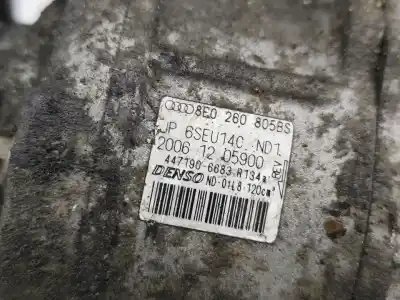 8E0 260 805BS
JP 6SEU14C ND1
2006 12 05900
447190-6683 R134a
DENSO ND-OIL8 120cm³